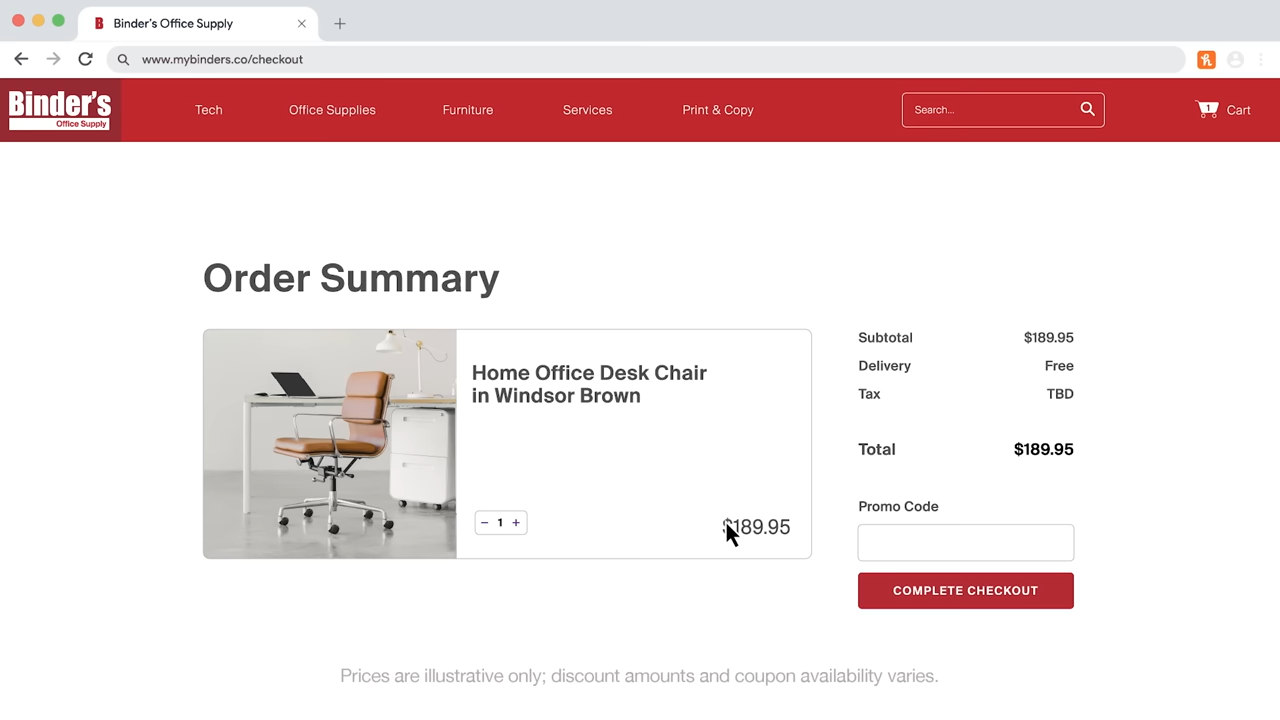 Binder's Office Supply
www.mybinders.co/checkout
Binder's
Office Supply
Tech
Office Supplies
Furniture
Services
Print & Copy
Search...
1
Cart
Order Summary
Home Office Desk Chair
in Windsor Brown
− 1 +
$189.95
Subtotal $189.95
Delivery Free
Tax TBD
Total $189.95
Promo Code
COMPLETE CHECKOUT
Prices are illustrative only; discount amounts and coupon availability varies.